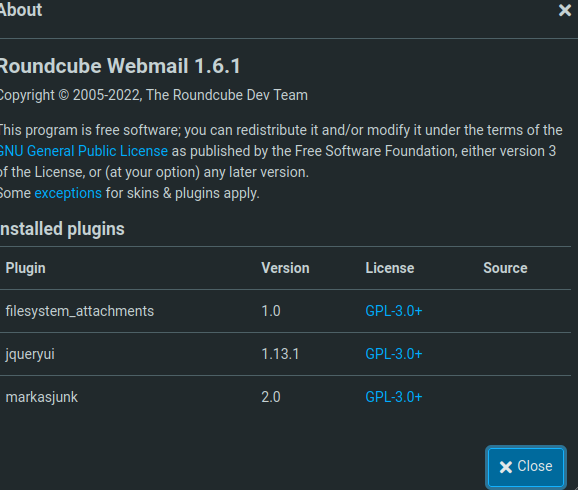 About
Roundcube Webmail 1.6.1
Copyright © 2005-2022, The Roundcube Dev Team
This program is free software; you can redistribute it and/or modify it under the terms of the
GNU General Public License as published by the Free Software Foundation, either version 3
of the License, or (at your option) any later version.
Some exceptions for skins & plugins apply.
Installed plugins
Plugin Version License Source
filesystem_attachments 1.0 GPL-3.0+
jqueryui 1.13.1 GPL-3.0+
markasjunk 2.0 GPL-3.0+
Close